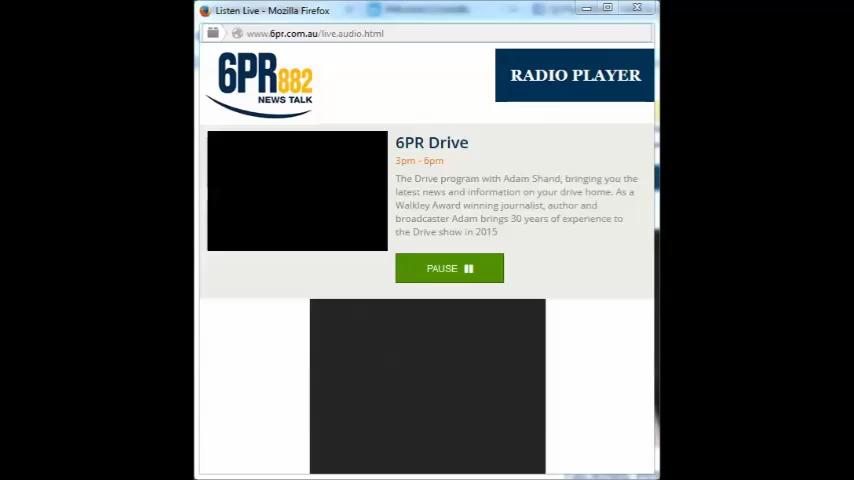 Listen Live - Mozilla Firefox
www.6pr.com.au/live.audio.html
6PR882
NEWS TALK
RADIO PLAYER
6PR Drive
3pm - 6pm
The Drive program with Adam Shand, bringing you the
latest news and information on your drive home. As a
Walkley Award winning journalist, author and
broadcaster Adam brings 30 years of experience to
the Drive show in 2015
PAUSE